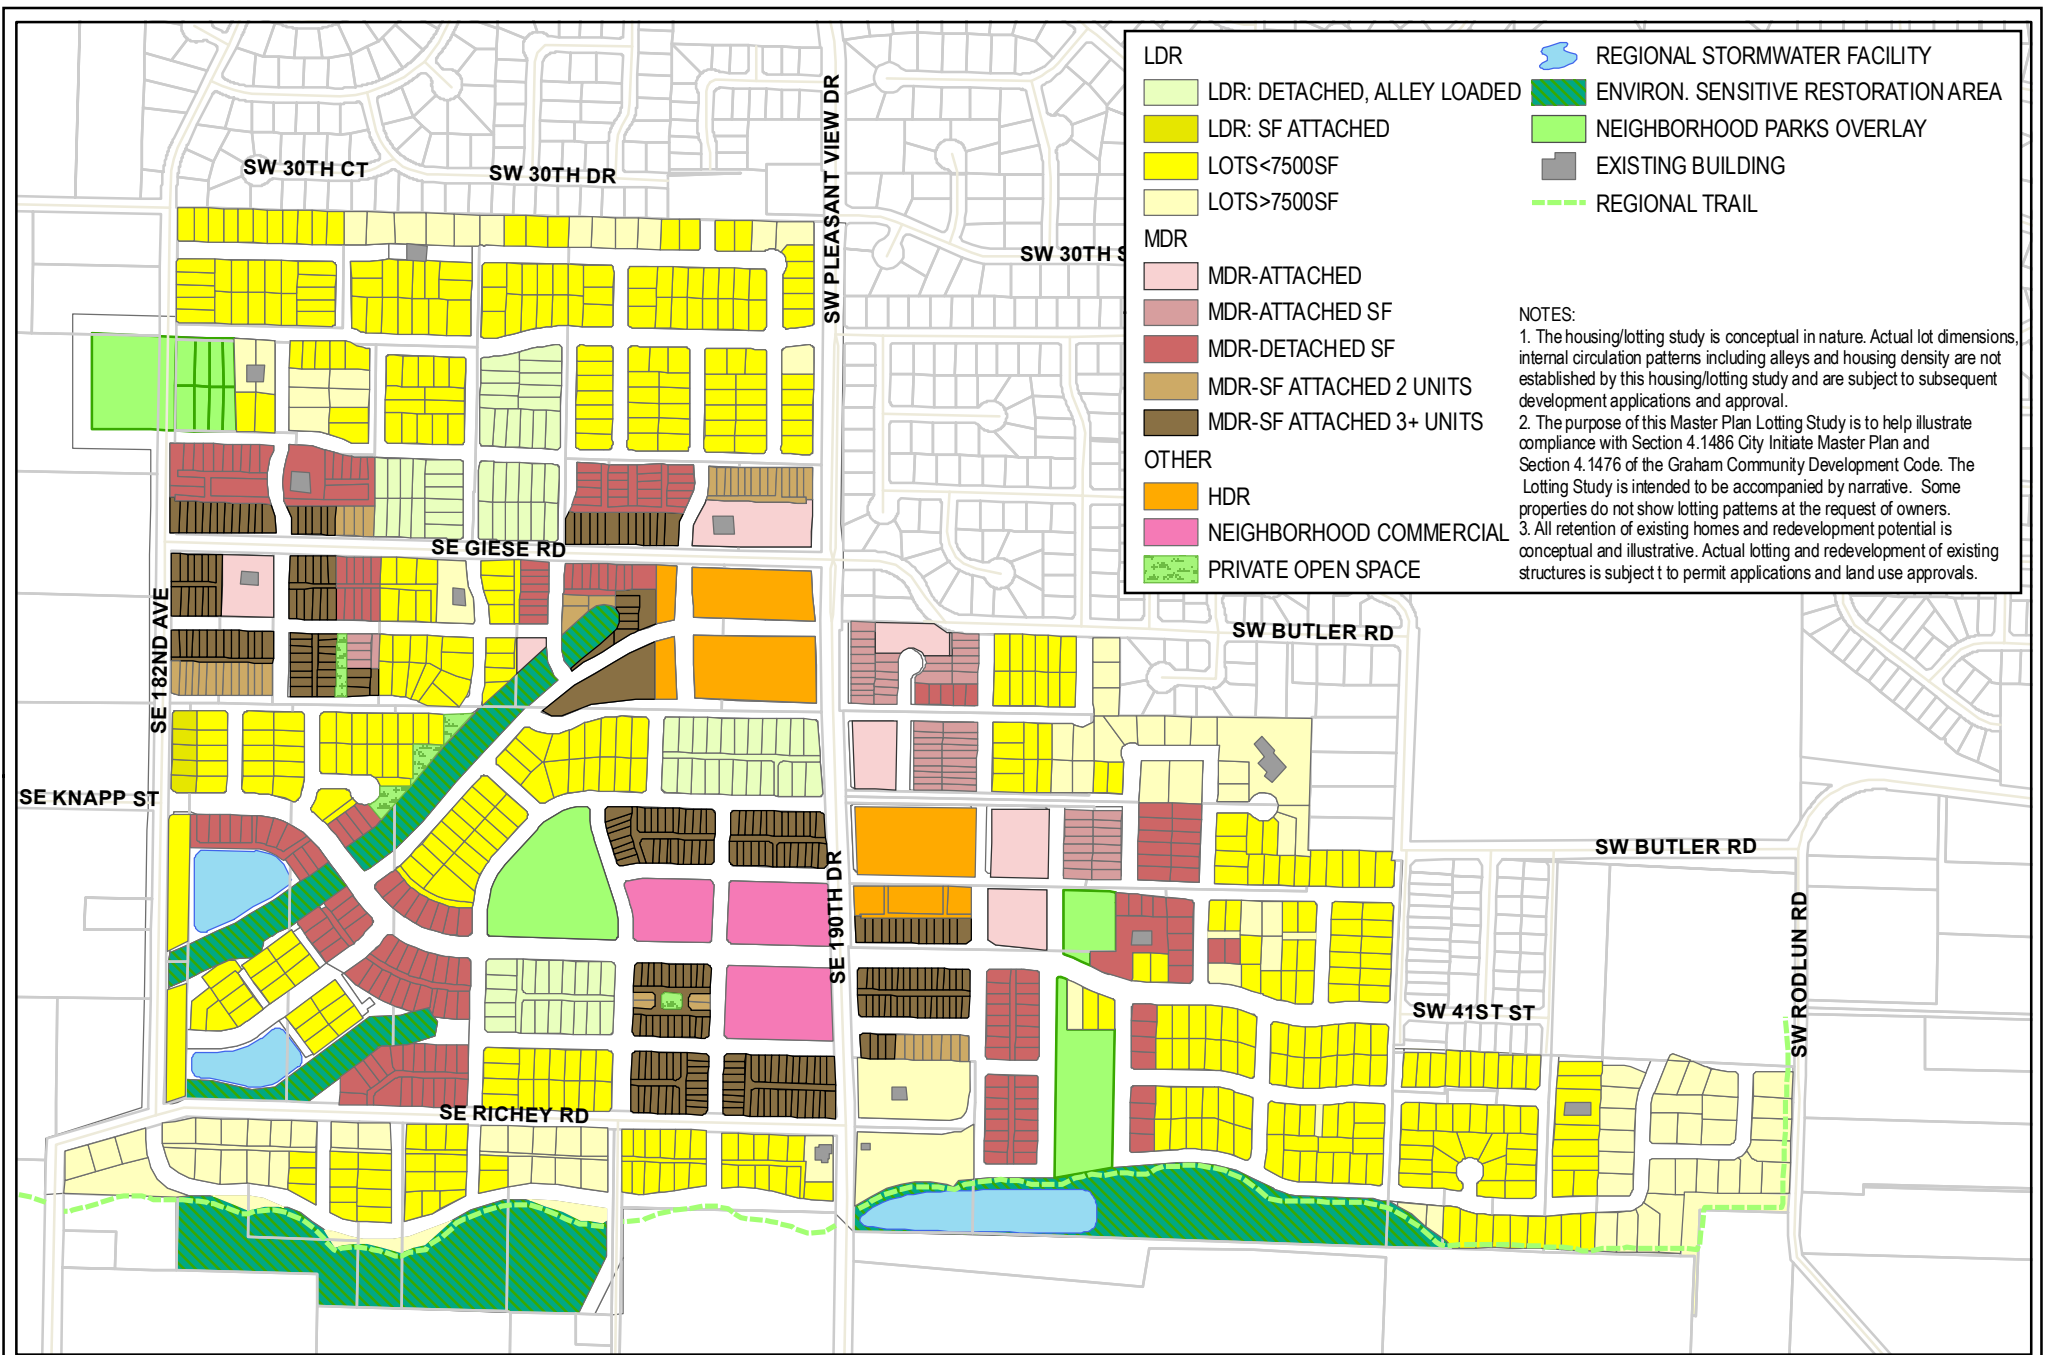 LDR
LDR: DETACHED, ALLEY LOADED
LDR: SF ATTACHED
LOTS<7500SF
LOTS>7500SF
MDR
MDR-ATTACHED
MDR-ATTACHED SF
MDR-DETACHED SF
MDR-SF ATTACHED 2 UNITS
MDR-SF ATTACHED 3+ UNITS
OTHER
HDR
NEIGHBORHOOD COMMERCIAL
PRIVATE OPEN SPACE
REGIONAL STORMWATER FACILITY
ENVIRON. SENSITIVE RESTORATION AREA
NEIGHBORHOOD PARKS OVERLAY
EXISTING BUILDING
REGIONAL TRAIL
NOTES:
1. The housing/lotting study is conceptual in nature. Actual lot dimensions,
internal circulation patterns including alleys and housing density are not
established by this housing/lotting study and are subject to subsequent
development applications and approval.
2. The purpose of this Master Plan Lotting Study is to help illustrate
compliance with Section 4.1486 City Initiate Master Plan and
Section 4.1476 of the Graham Community Development Code. The
Lotting Study is intended to be accompanied by narrative. Some
properties do not show lotting patterns at the request of owners.
3. All retention of existing homes and redevelopment potential is
conceptual and illustrative. Actual lotting and redevelopment of existing
structures is subject t to permit applications and land use approvals.
SW 30TH CT
SW 30TH DR
SW PLEASANT VIEW DR
SW 30TH S
SE GIESE RD
SE 182ND AVE
SW BUTLER RD
SE KNAPP ST
SE 190TH DR
SW BUTLER RD
SW RODLUN RD
SW 41ST ST
SE RICHEY RD